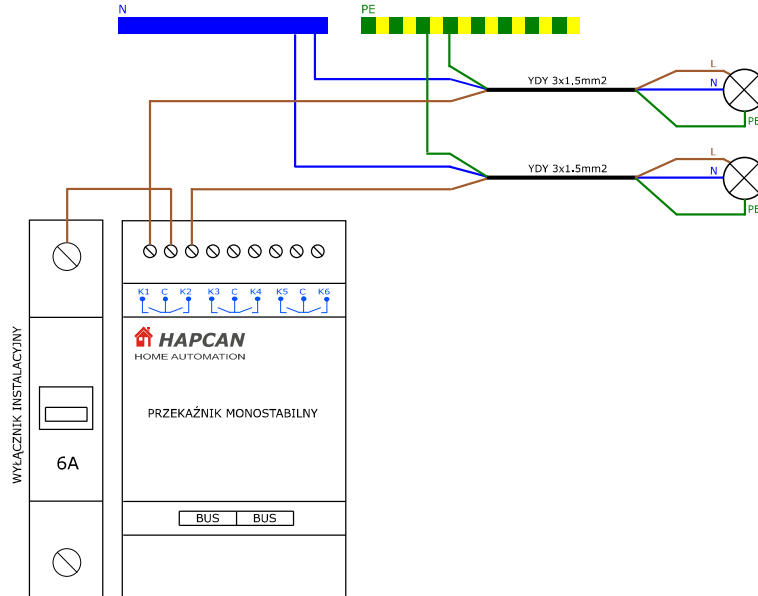 N
PE
YDY 3x1,5mm2
L
N
PE
YDY 3x1.5mm2
L
N
PE
K1 C K2 K3 C K4 K5 C K6
HAPCAN
HOME AUTOMATION
PRZEKAŹNIK MONOSTABILNY
WYŁĄCZNIK INSTALACYJNY
6A
BUS BUS